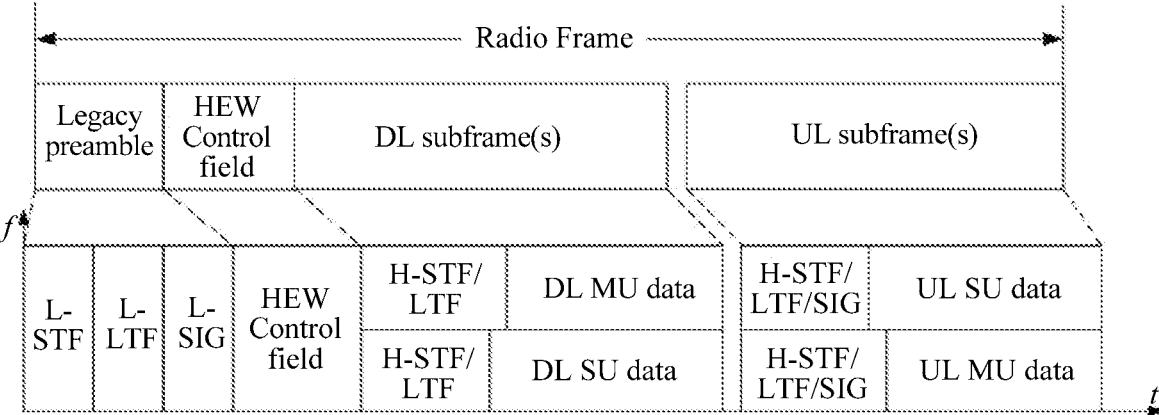 Radio Frame
Legacy
preamble
HEW
Control
field
DL subframe(s)
UL subframe(s)
f
L-
STF
L-
LTF
L-
SIG
HEW
Control
field
H-STF/
LTF
DL MU data
H-STF/
LTF
DL SU data
H-STF/
LTF/SIG
UL SU data
H-STF/
LTF/SIG
UL MU data
t